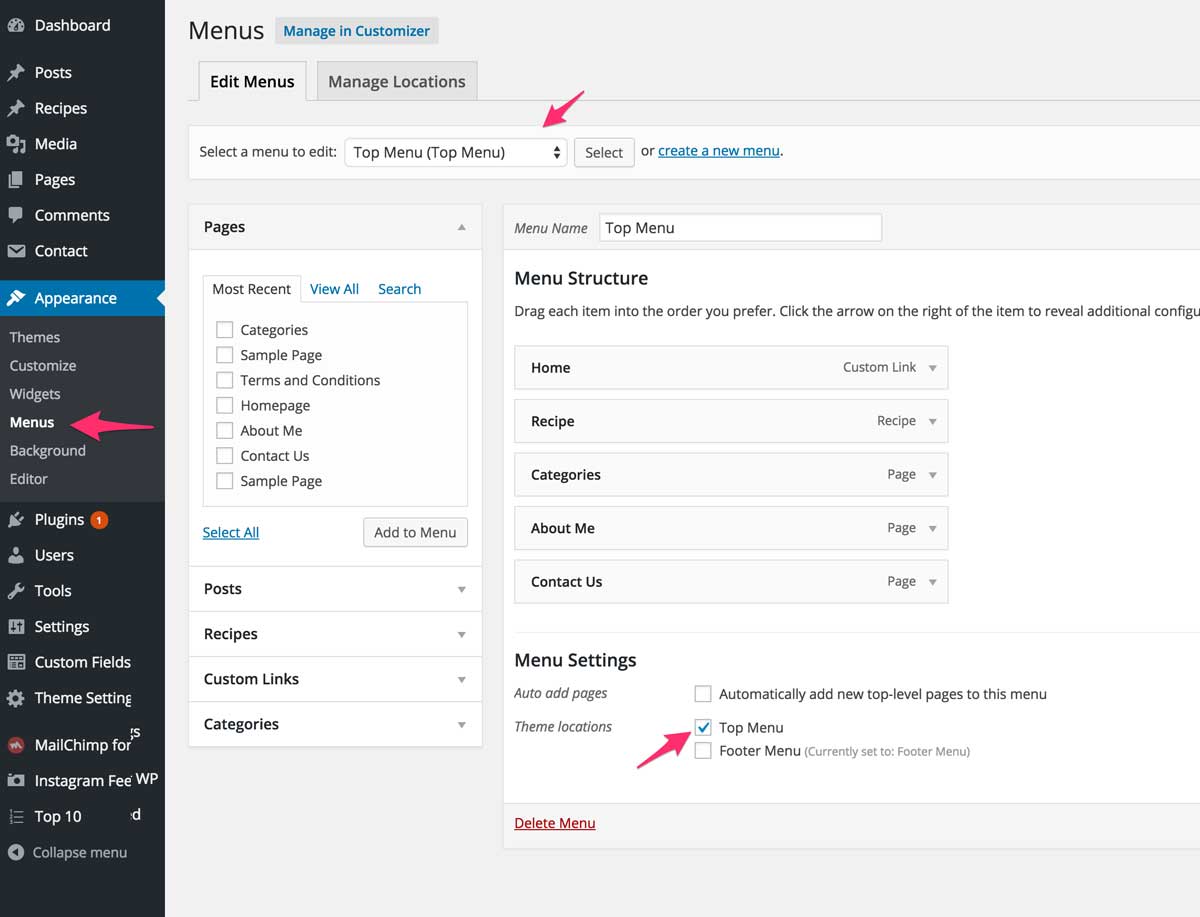 Dashboard
Posts
Recipes
Media
Pages
Comments
Contact
Appearance
Themes
Customize
Widgets
Menus
Background
Editor
Plugins 1
Users
Tools
Settings
Custom Fields
Theme Setting
gs
MailChimp for
WP
Instagram Fee
ed
Top 10
Collapse menu
Menus Manage in Customizer
Edit Menus Manage Locations
Select a menu to edit: Top Menu (Top Menu) Select or create a new menu.
Pages
Most Recent View All Search
Categories
Sample Page
Terms and Conditions
Homepage
About Me
Contact Us
Sample Page
Select All Add to Menu
Posts
Recipes
Custom Links
Categories
Menu Name Top Menu
Menu Structure
Drag each item into the order you prefer. Click the arrow on the right of the item to reveal additional configu
Home Custom Link
Recipe Recipe
Categories Page
About Me Page
Contact Us Page
Menu Settings
Auto add pages Automatically add new top-level pages to this menu
Theme locations Top Menu
Footer Menu (Currently set to: Footer Menu)
Delete Menu